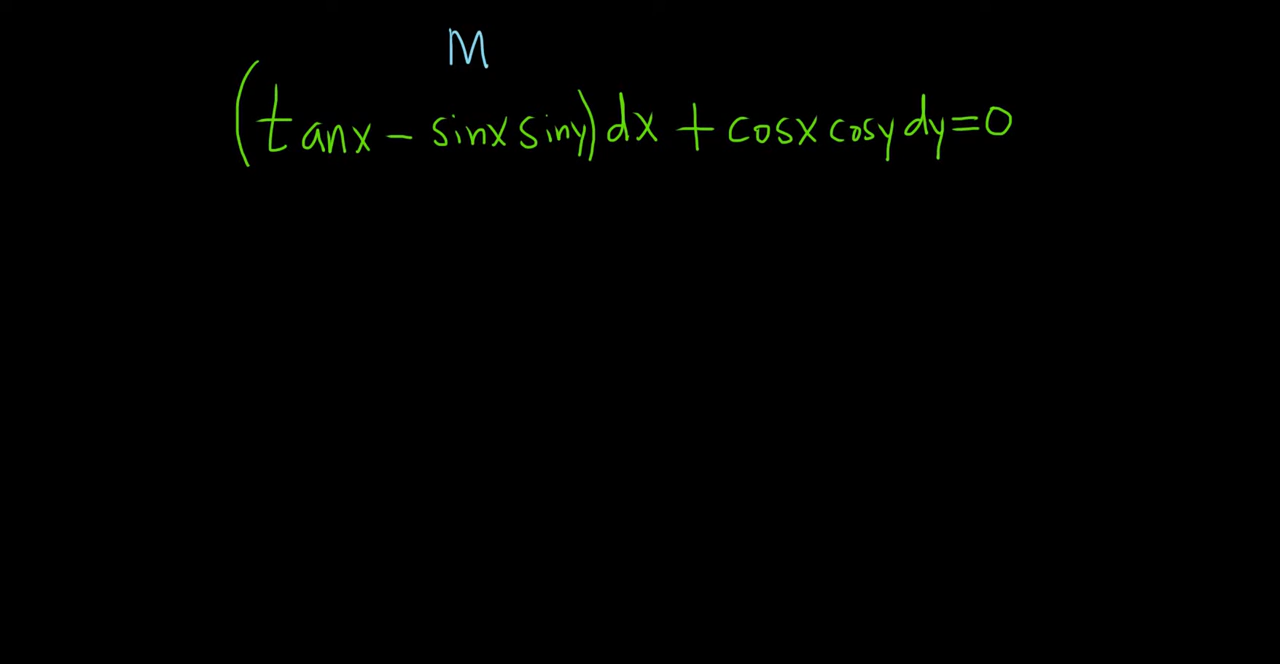 M
(tanx - sinx siny)dx + cosx cosy dy = 0